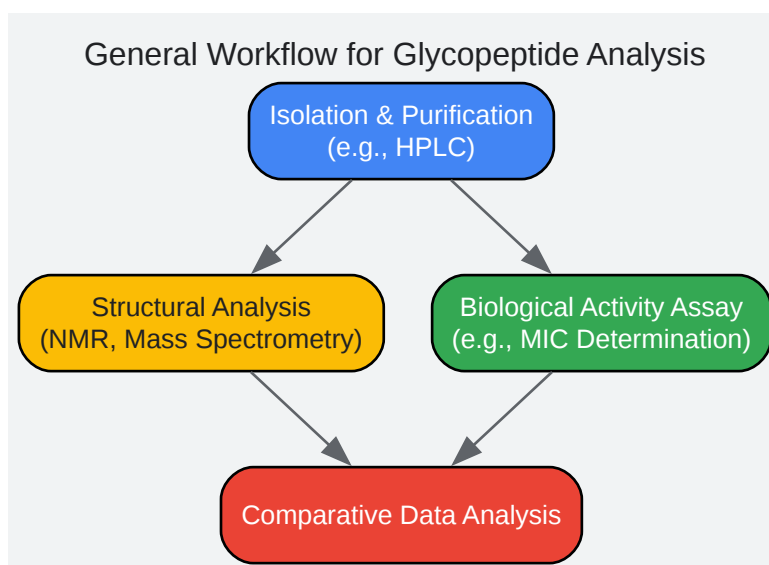 General Workflow for Glycopeptide Analysis
Isolation & Purification
(e.g., HPLC)
Structural Analysis
(NMR, Mass Spectrometry)
Biological Activity Assay
(e.g., MIC Determination)
Comparative Data Analysis